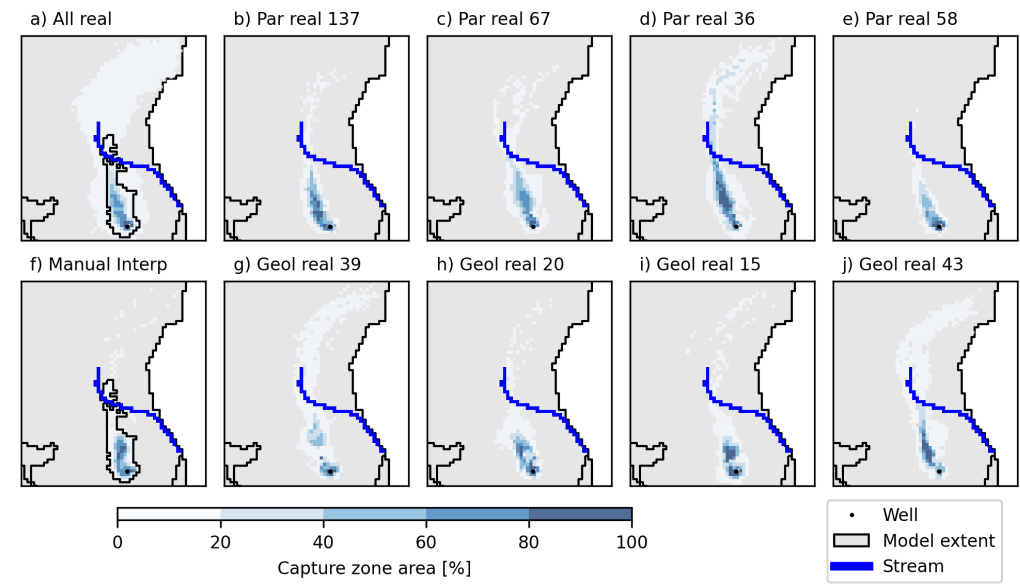 a) All real
b) Par real 137
c) Par real 67
d) Par real 36
e) Par real 58
f) Manual Interp
g) Geol real 39
h) Geol real 20
i) Geol real 15
j) Geol real 43
0 20 40 60 80 100
Capture zone area [%]
Well
Model extent
Stream